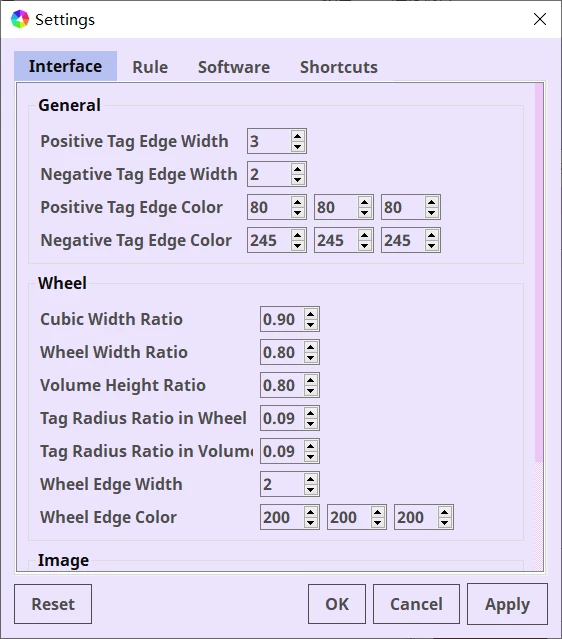 Settings
Interface Rule Software Shortcuts
General
Positive Tag Edge Width 3
Negative Tag Edge Width 2
Positive Tag Edge Color 80 80 80
Negative Tag Edge Color 245 245 245
Wheel
Cubic Width Ratio 0.90
Wheel Width Ratio 0.80
Volume Height Ratio 0.80
Tag Radius Ratio in Wheel 0.09
Tag Radius Ratio in Volume 0.09
Wheel Edge Width 2
Wheel Edge Color 200 200 200
Image
Reset OK Cancel Apply